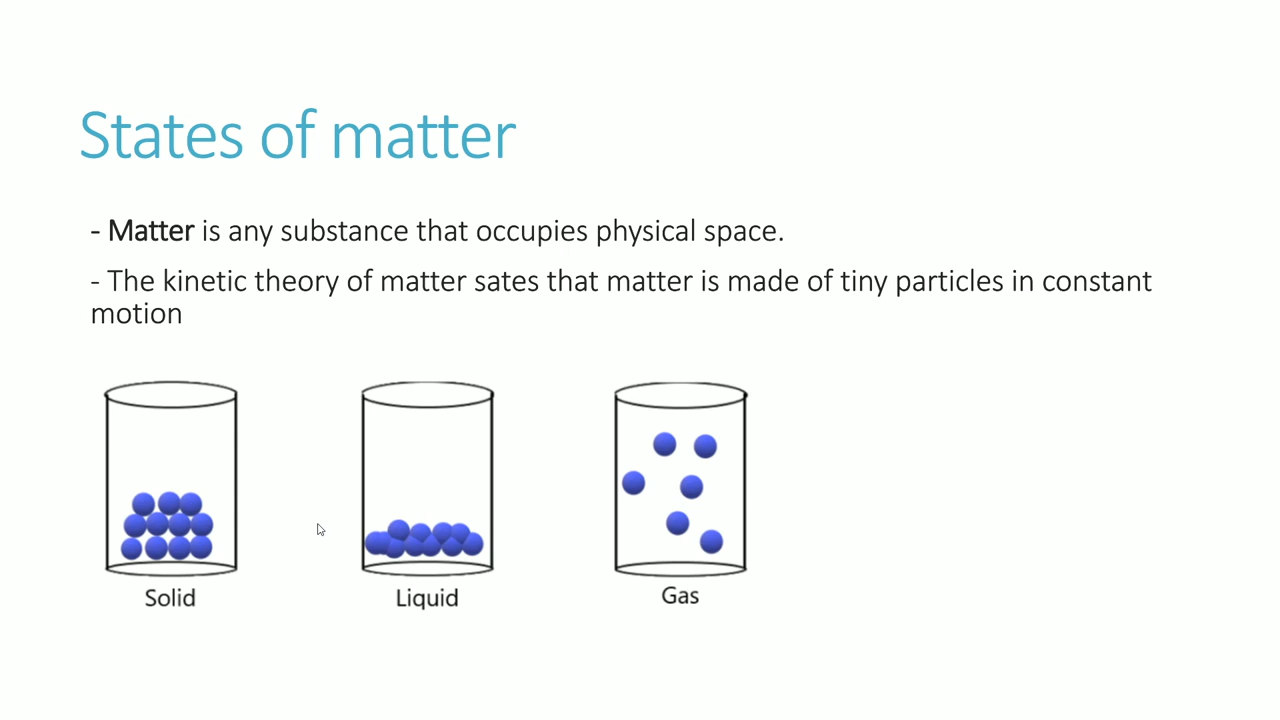 States of matter
- Matter is any substance that occupies physical space.
- The kinetic theory of matter sates that matter is made of tiny particles in constant
motion
Solid
Liquid
Gas